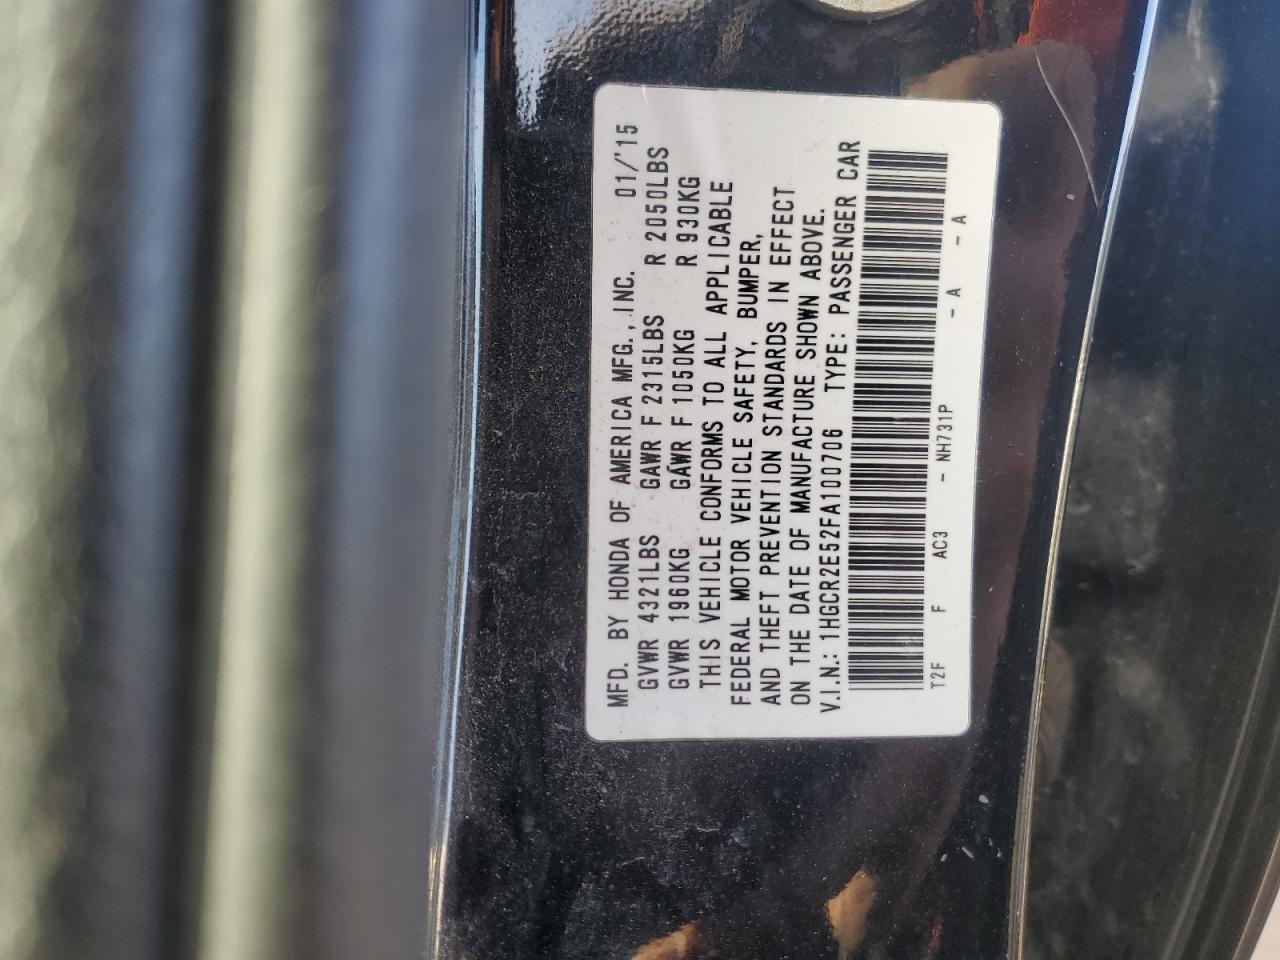 MFD. BY HONDA OF AMERICA MFG., INC. 01/'15
GVWR 4321LBS GAWR F 2315LBS R 2050LBS
GVWR 1960KG GAWR F 1050KG R 930KG
THIS VEHICLE CONFORMS TO ALL APPLICABLE
FEDERAL MOTOR VEHICLE SAFETY, BUMPER,
AND THEFT PREVENTION STANDARDS IN EFFECT
ON THE DATE OF MANUFACTURE SHOWN ABOVE.
V.I.N.: 1HGCR2E52FA100706 TYPE: PASSENGER CAR
T2F F AC3 - NH731P - A - A